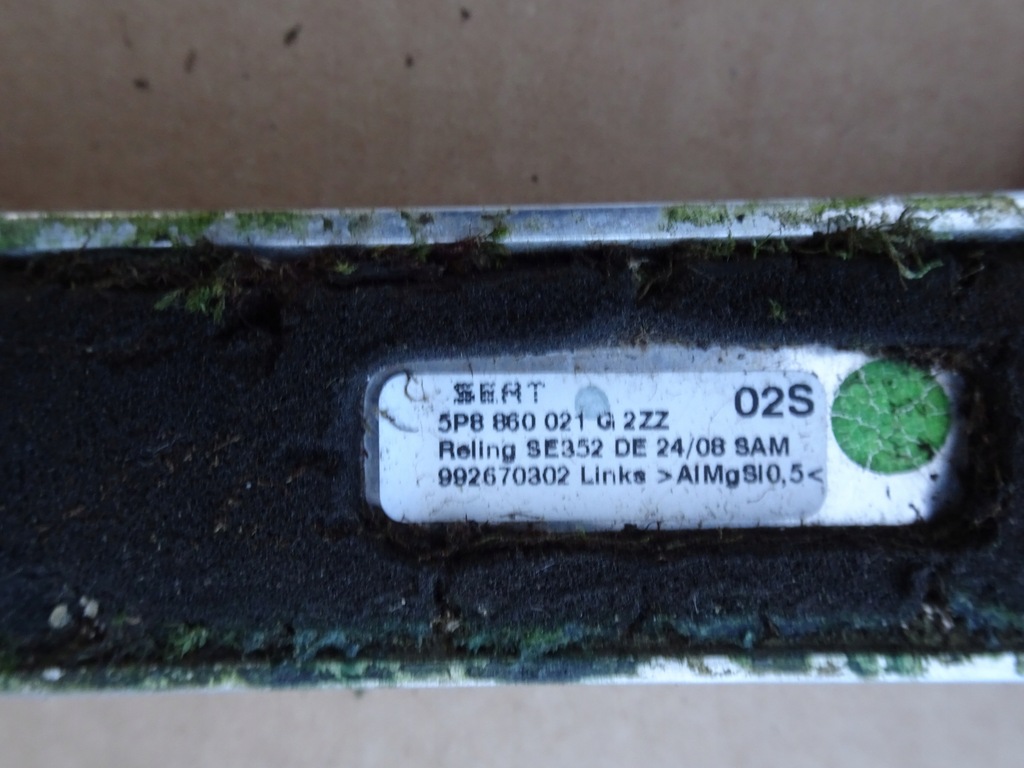 SEAT
02S
5P8 860 021 G 2ZZ
Reling SE352 DE 24/08 SAM
992670302 Links >AlMgSi0,5<